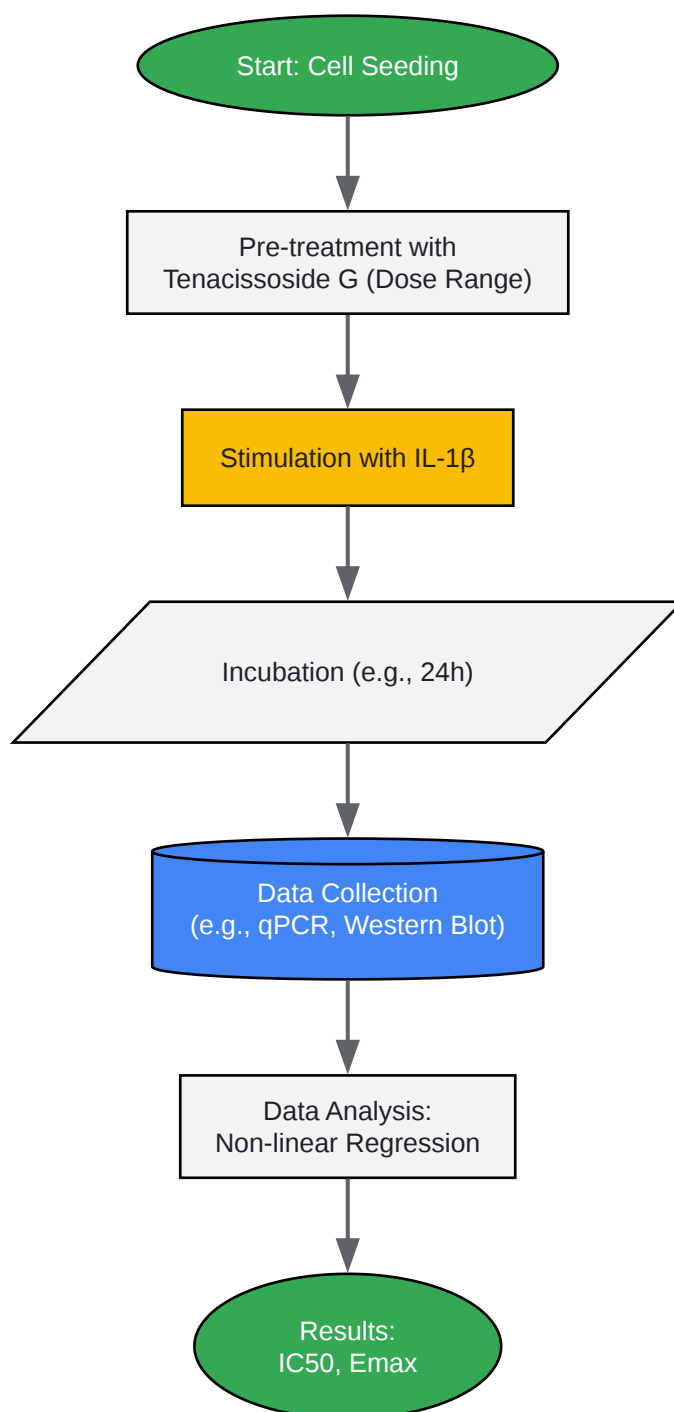 Start: Cell Seeding
Pre-treatment with
Tenacissoside G (Dose Range)
Stimulation with IL-1β
Incubation (e.g., 24h)
Data Collection
(e.g., qPCR, Western Blot)
Data Analysis:
Non-linear Regression
Results:
IC50, Emax